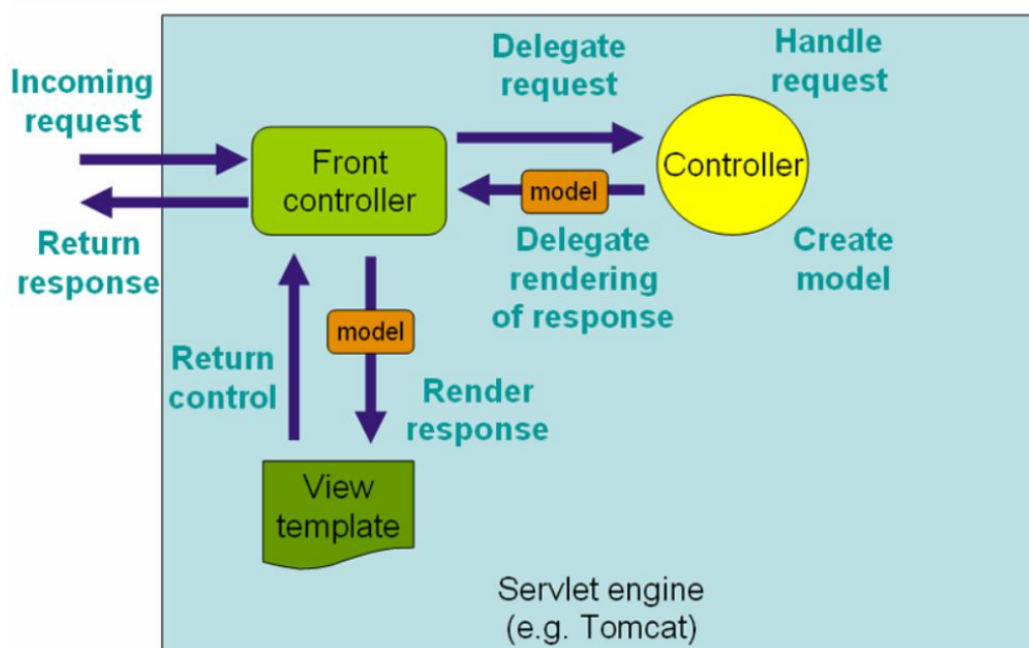 Incoming
request
Delegate
request
Handle
request
Front
controller
model
Controller
Return
response
Delegate
rendering
of response
Create
model
model
Return
control
Render
response
View
template
Servlet engine
(e.g. Tomcat)